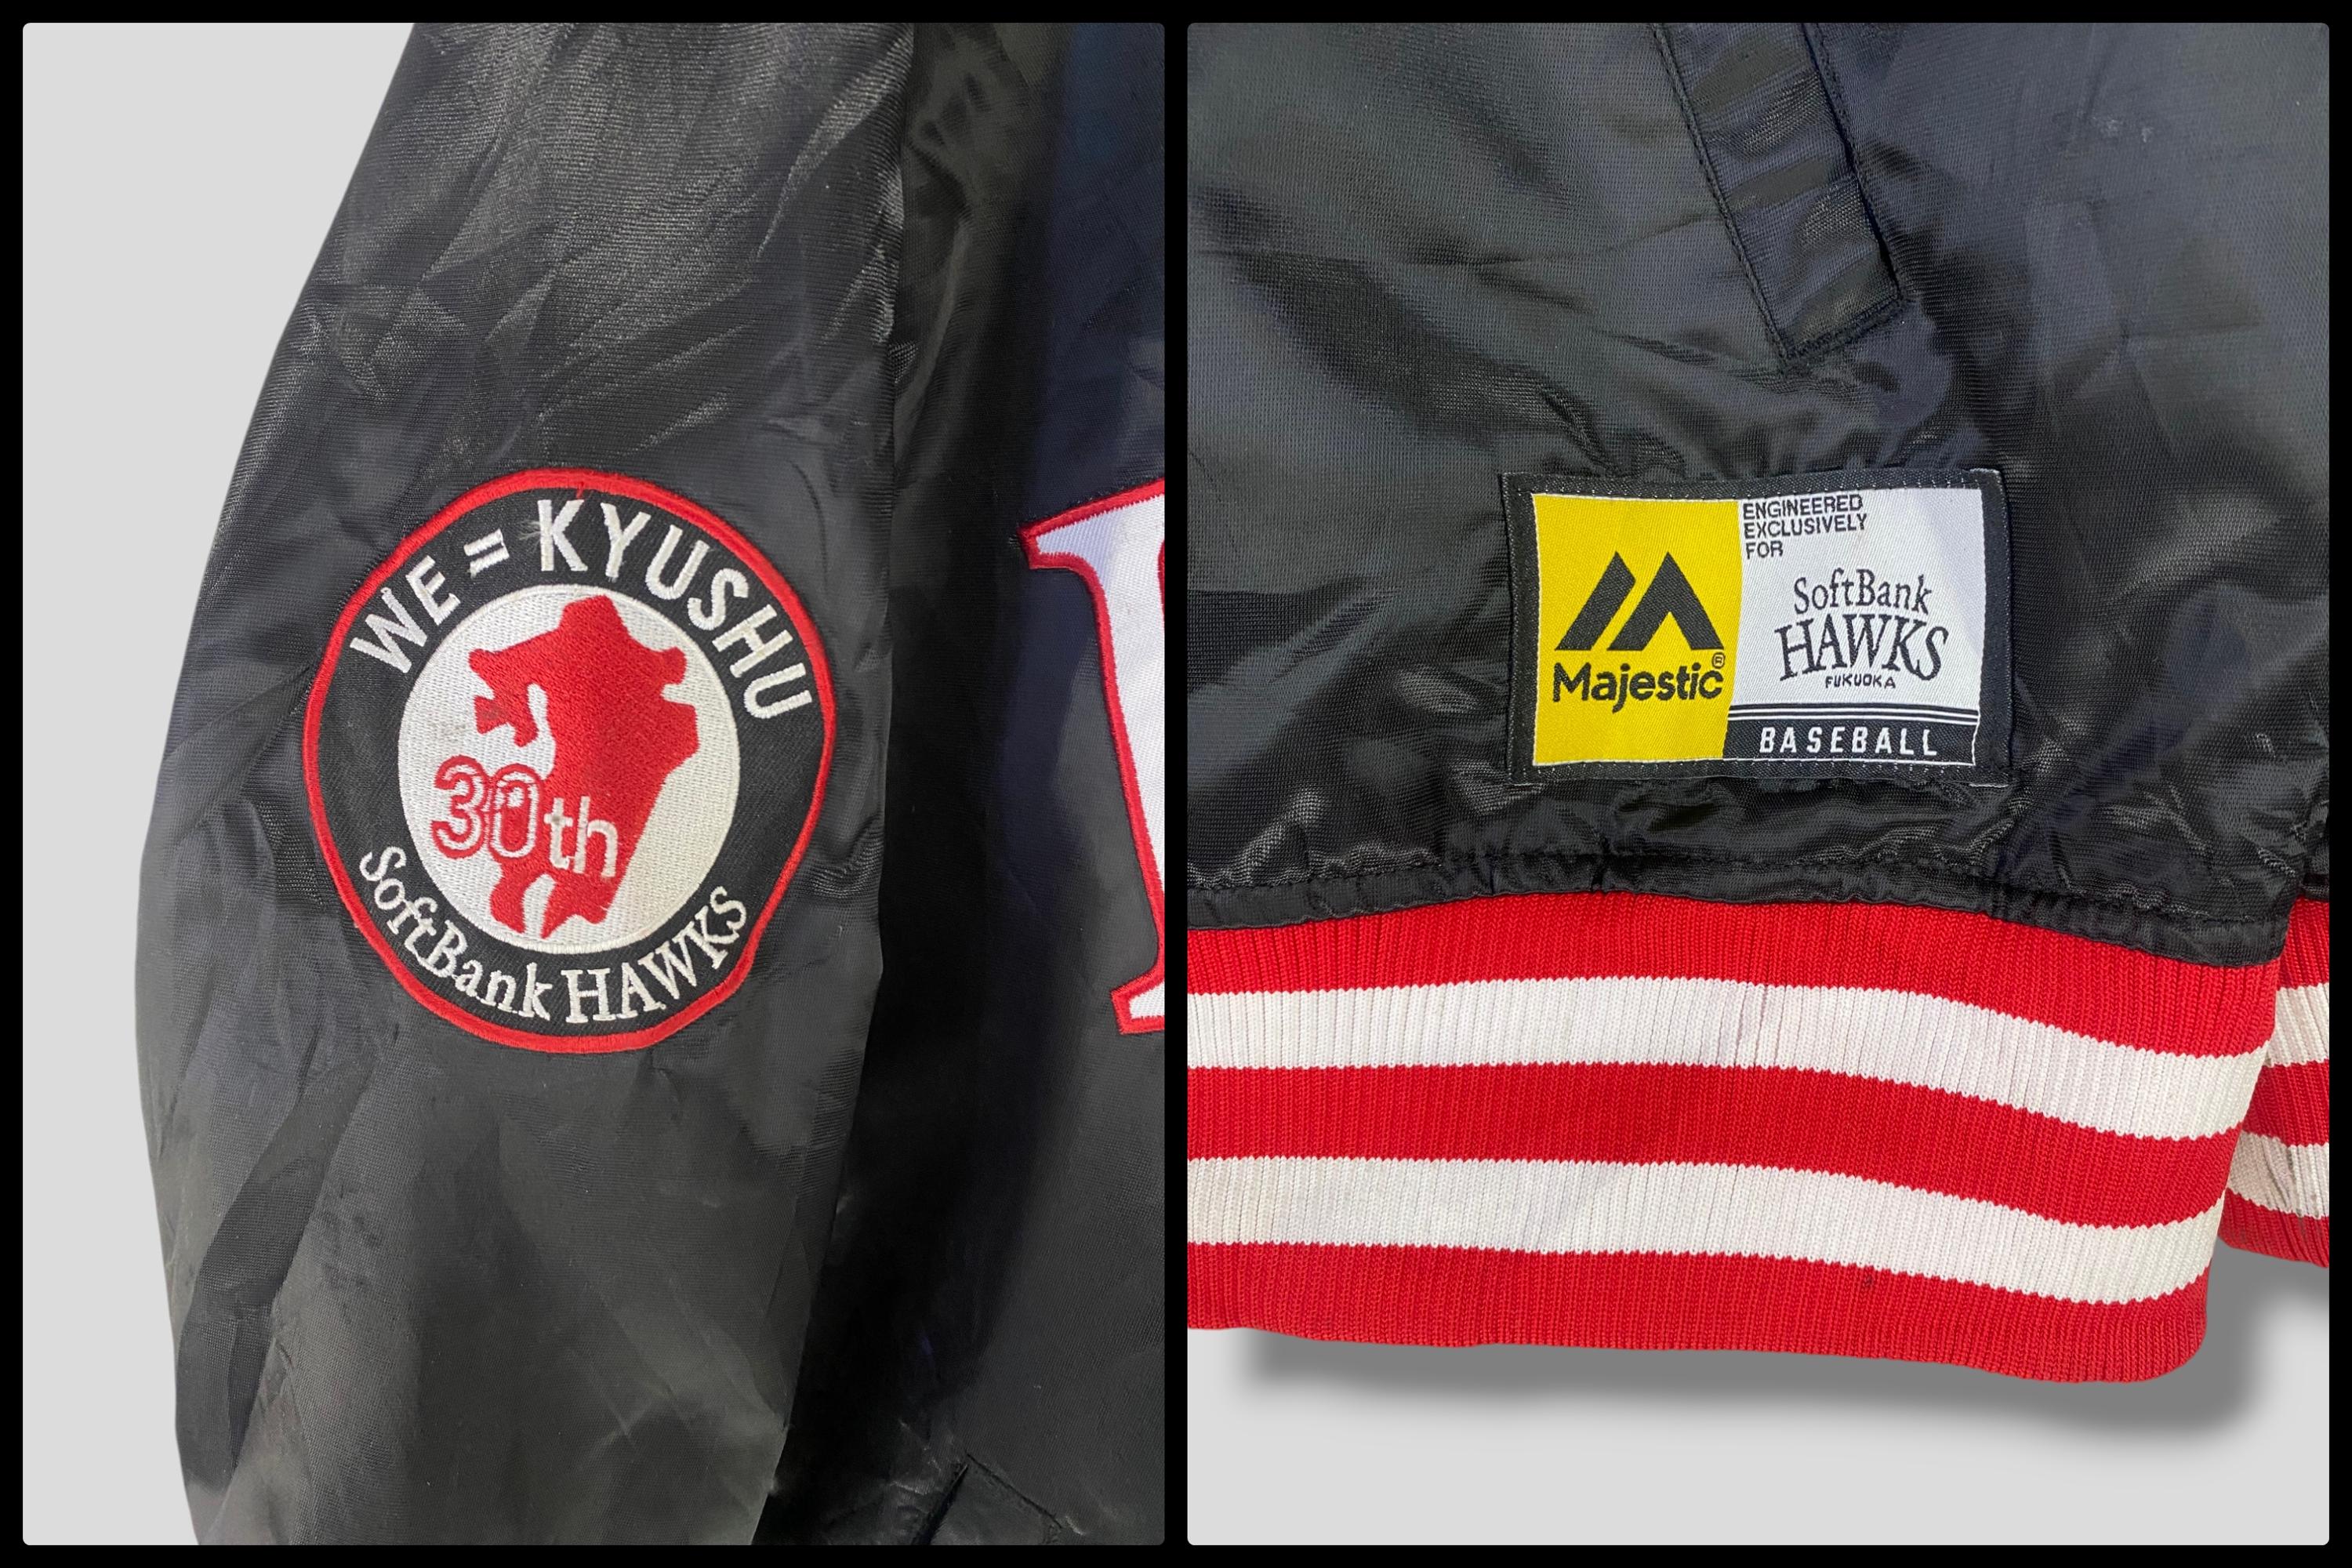 WE = KYUSHU
30th
SoftBank HAWKS
ENGINEERED
EXCLUSIVELY
FOR
Majestic®
SoftBank
HAWKS
FUKUOKA
BASEBALL